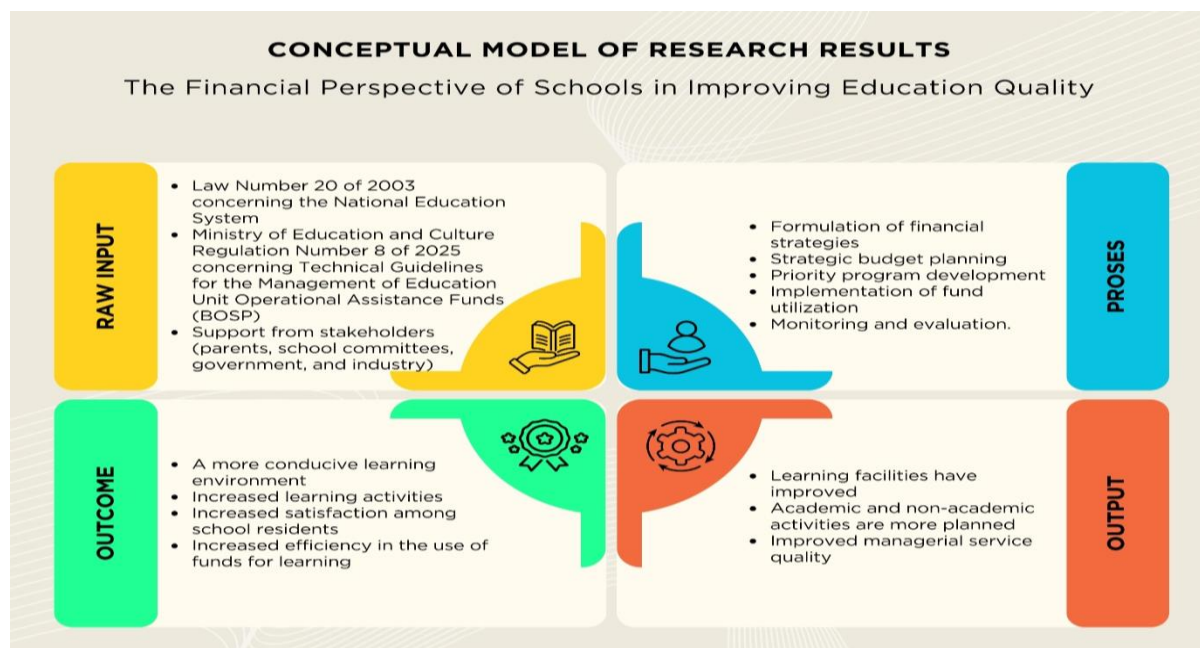 CONCEPTUAL MODEL OF RESEARCH RESULTS
The Financial Perspective of Schools in Improving Education Quality
RAW INPUT
• Law Number 20 of 2003
concerning the National Education
System
• Ministry of Education and Culture
Regulation Number 8 of 2025
concerning Technical Guidelines
for the Management of Education
Unit Operational Assistance Funds
(BOSP)
• Support from stakeholders
(parents, school committees,
government, and industry)
• Formulation of financial
strategies
• Strategic budget planning
• Priority program development
• Implementation of fund
utilization
• Monitoring and evaluation.
PROSES
OUTCOME
• A more conducive learning
environment
• Increased learning activities
• Increased satisfaction among
school residents
• Increased efficiency in the use of
funds for learning
• Learning facilities have
improved
• Academic and non-academic
activities are more planned
• Improved managerial service
quality
OUTPUT